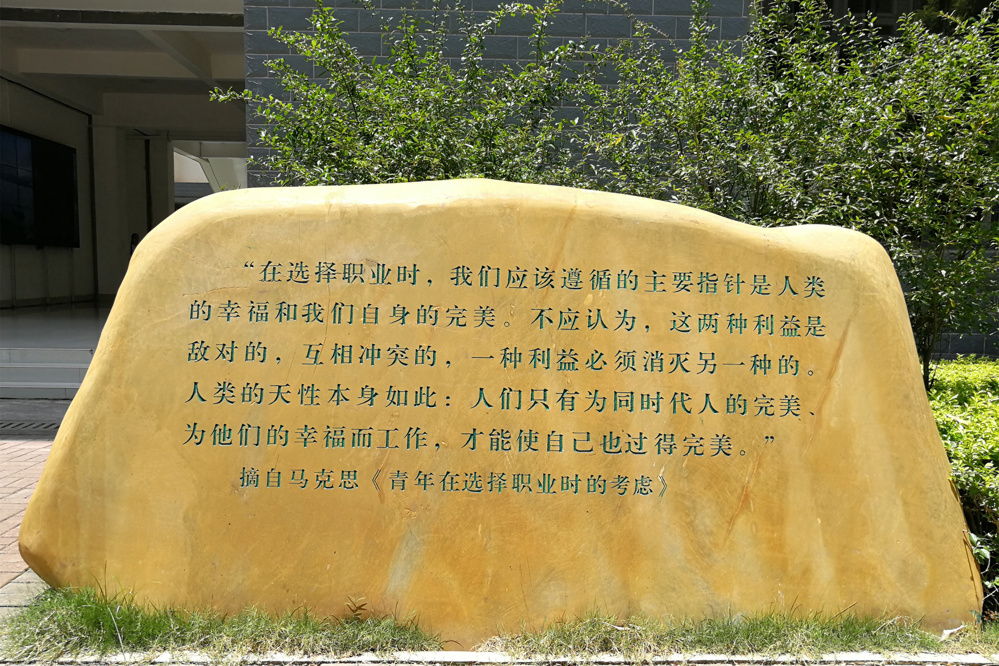 “在选择职业时，我们应该遵循的主要指针是人类
的幸福和我们自身的完美。不应认为，这两种利益是
敌对的，互相冲突的，一种利益必须消灭另一种的。
人类的天性本身如此：人们只有为同时代人的完美、
为他们的幸福而工作，才能使自己也过得完美。”
摘自马克思《青年在选择职业时的考虑》